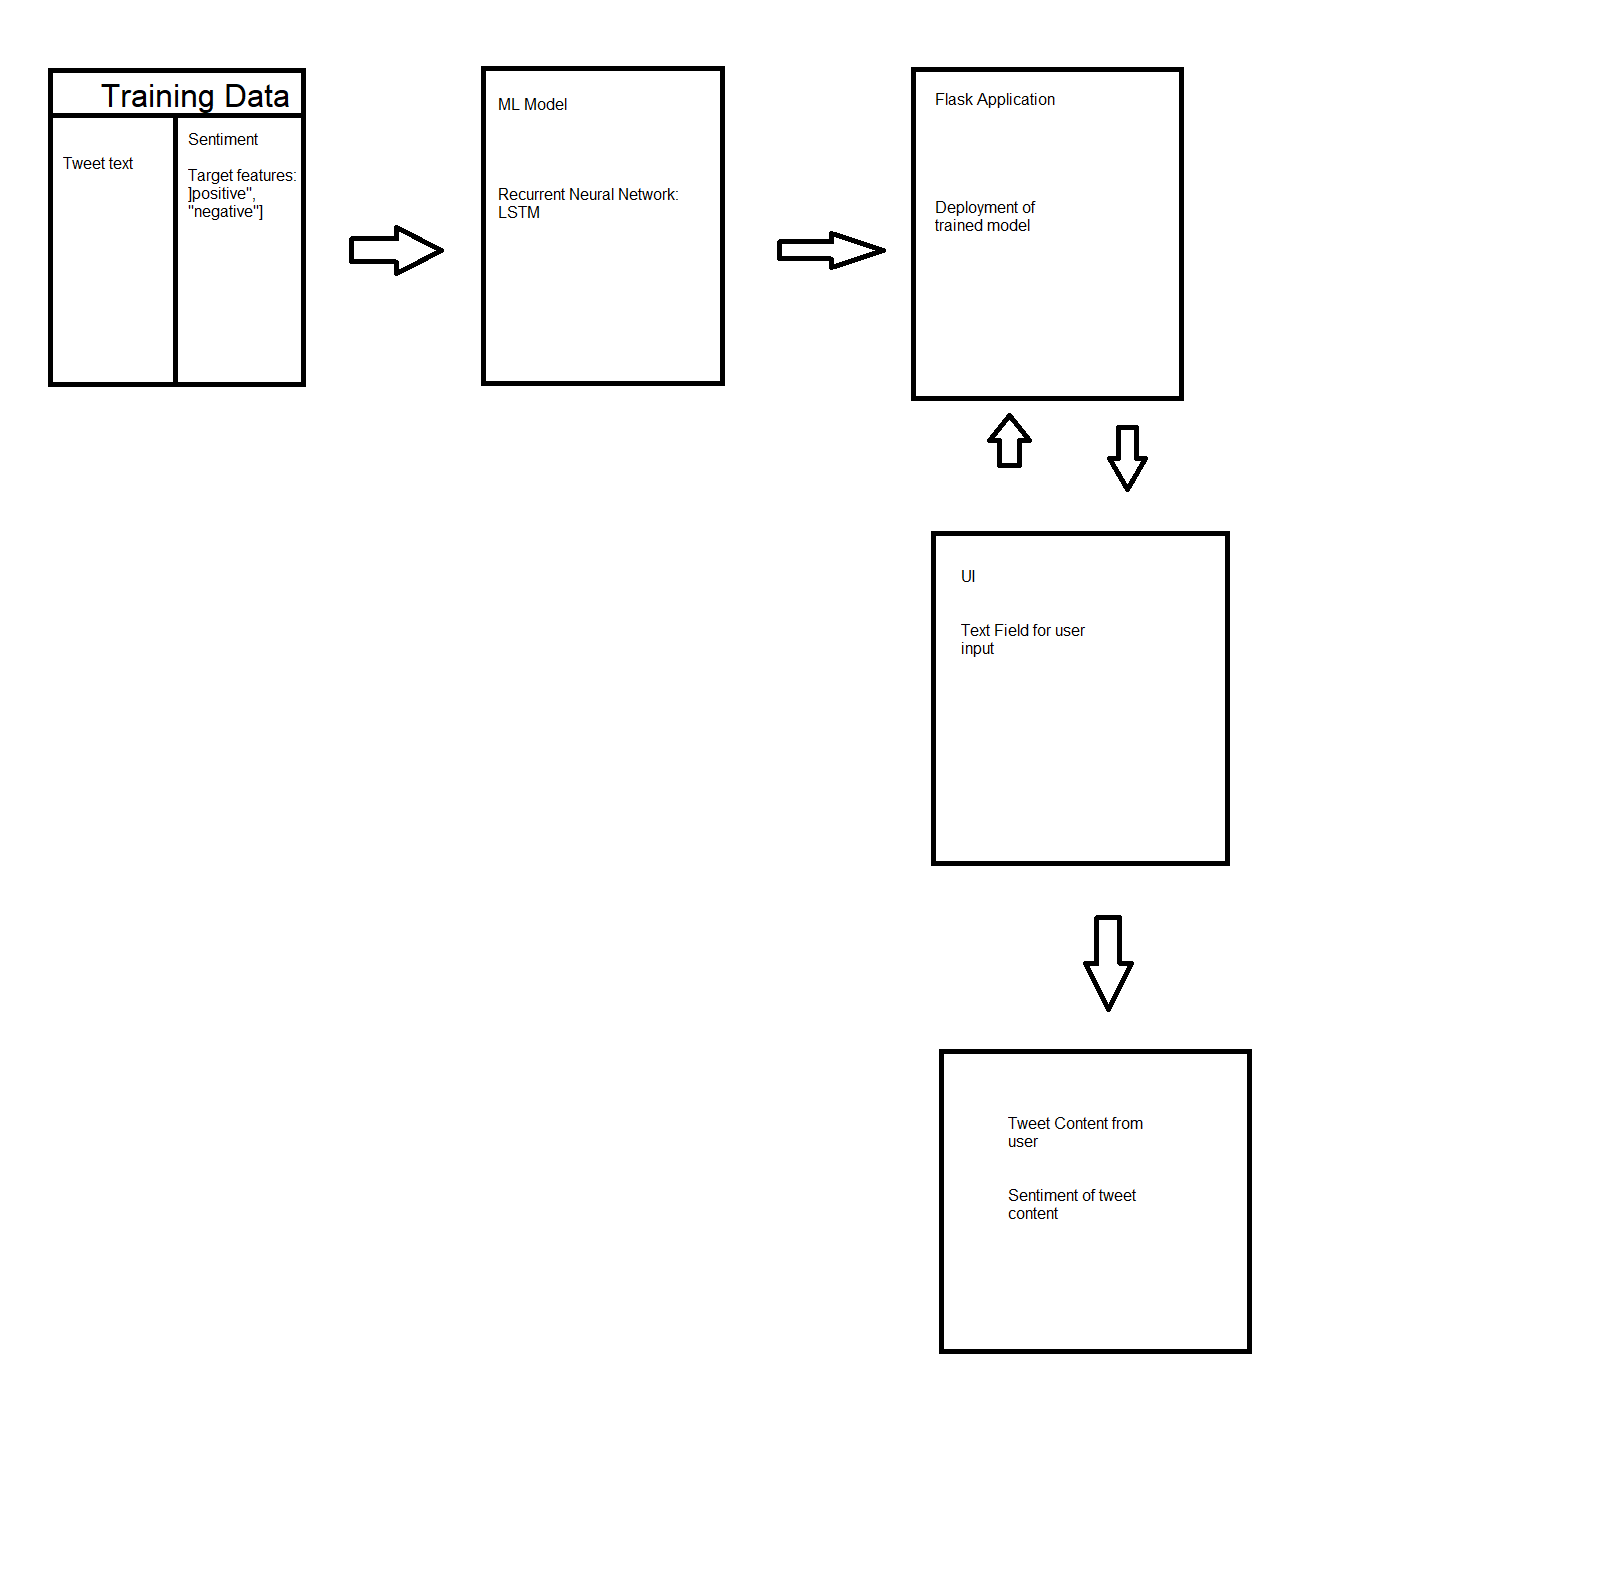 Training Data
Tweet text
Sentiment
Target features:
]positive",
"negative"]
ML Model
Recurrent Neural Network:
LSTM
Flask Application
Deployment of
trained model
UI
Text Field for user
input
Tweet Content from
user
Sentiment of tweet
content